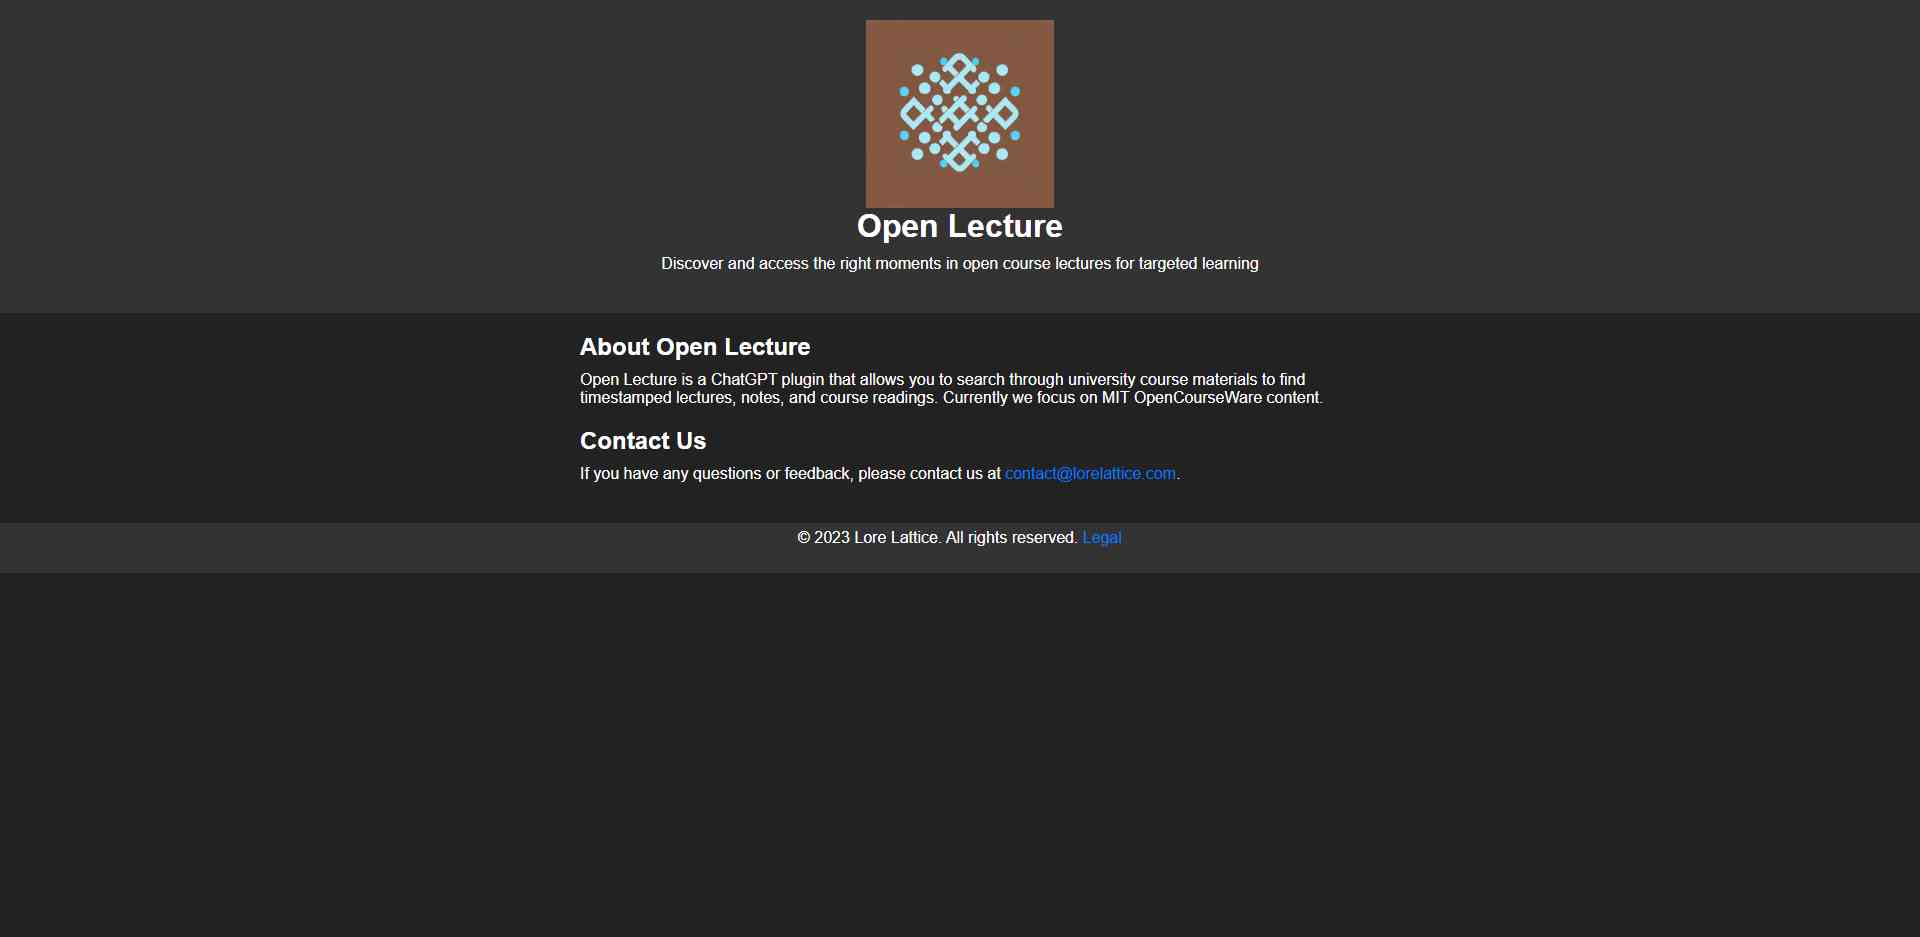 Open Lecture
Discover and access the right moments in open course lectures for targeted learning
About Open Lecture
Open Lecture is a ChatGPT plugin that allows you to search through university course materials to find
timestamped lectures, notes, and course readings. Currently we focus on MIT OpenCourseWare content.
Contact Us
If you have any questions or feedback, please contact us at contact@lorelattice.com.
© 2023 Lore Lattice. All rights reserved. Legal